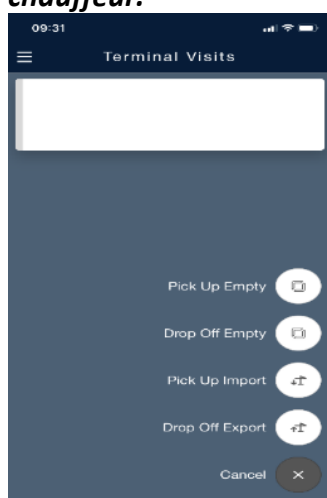 chauffeur.
09:31
Terminal Visits
Pick Up Empty
Drop Off Empty
Pick Up Import
Drop Off Export
Cancel